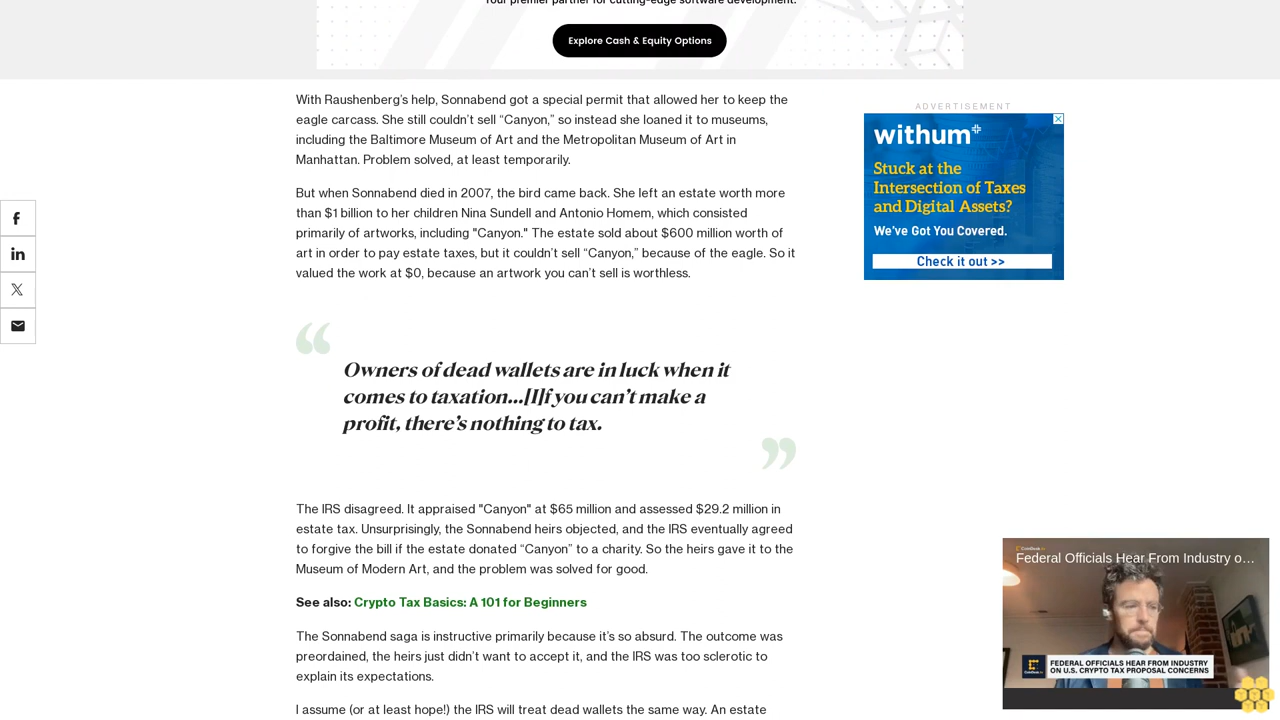 Your premier partner for cutting-edge software development.
Explore Cash & Equity Options
With Raushenberg’s help, Sonnabend got a special permit that allowed her to keep the
eagle carcass. She still couldn’t sell “Canyon,” so instead she loaned it to museums,
including the Baltimore Museum of Art and the Metropolitan Museum of Art in
Manhattan. Problem solved, at least temporarily.
But when Sonnabend died in 2007, the bird came back. She left an estate worth more
than $1 billion to her children Nina Sundell and Antonio Homem, which consisted
primarily of artworks, including "Canyon." The estate sold about $600 million worth of
art in order to pay estate taxes, but it couldn’t sell “Canyon,” because of the eagle. So it
valued the work at $0, because an artwork you can’t sell is worthless.
“
Owners of dead wallets are in luck when it
comes to taxation...[I]f you can’t make a
profit, there’s nothing to tax.
”
The IRS disagreed. It appraised "Canyon" at $65 million and assessed $29.2 million in
estate tax. Unsurprisingly, the Sonnabend heirs objected, and the IRS eventually agreed
to forgive the bill if the estate donated “Canyon” to a charity. So the heirs gave it to the
Museum of Modern Art, and the problem was solved for good.
See also: Crypto Tax Basics: A 101 for Beginners
The Sonnabend saga is instructive primarily because it’s so absurd. The outcome was
preordained, the heirs just didn’t want to accept it, and the IRS was too sclerotic to
explain its expectations.
I assume (or at least hope!) the IRS will treat dead wallets the same way. An estate
ADVERTISEMENT
withum+
Stuck at the
Intersection of Taxes
and Digital Assets?
We’ve Got You Covered.
Check it out >>
CoinDesk
Federal Officials Hear From Industry o…
FEDERAL OFFICIALS HEAR FROM INDUSTRY
ON U.S. CRYPTO TAX PROPOSAL CONCERNS